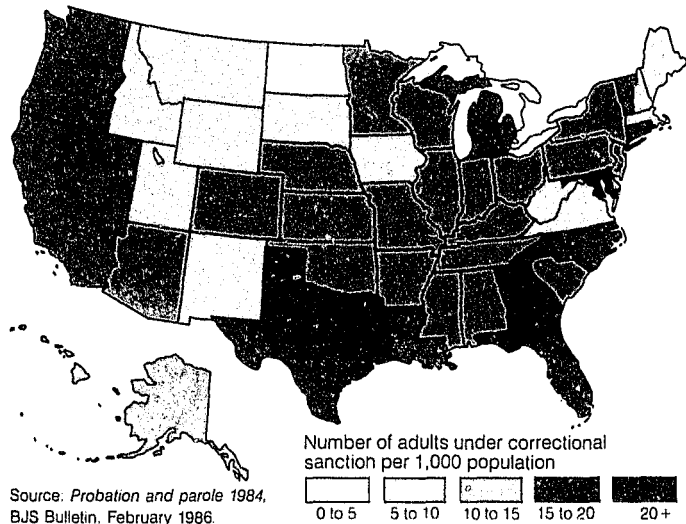 Number of adults under correctional
sanction per 1,000 population
0 to 5 5 to 10 10 to 15 15 to 20 20+
Source: Probation and parole 1984,
BJS Bulletin, February 1986.